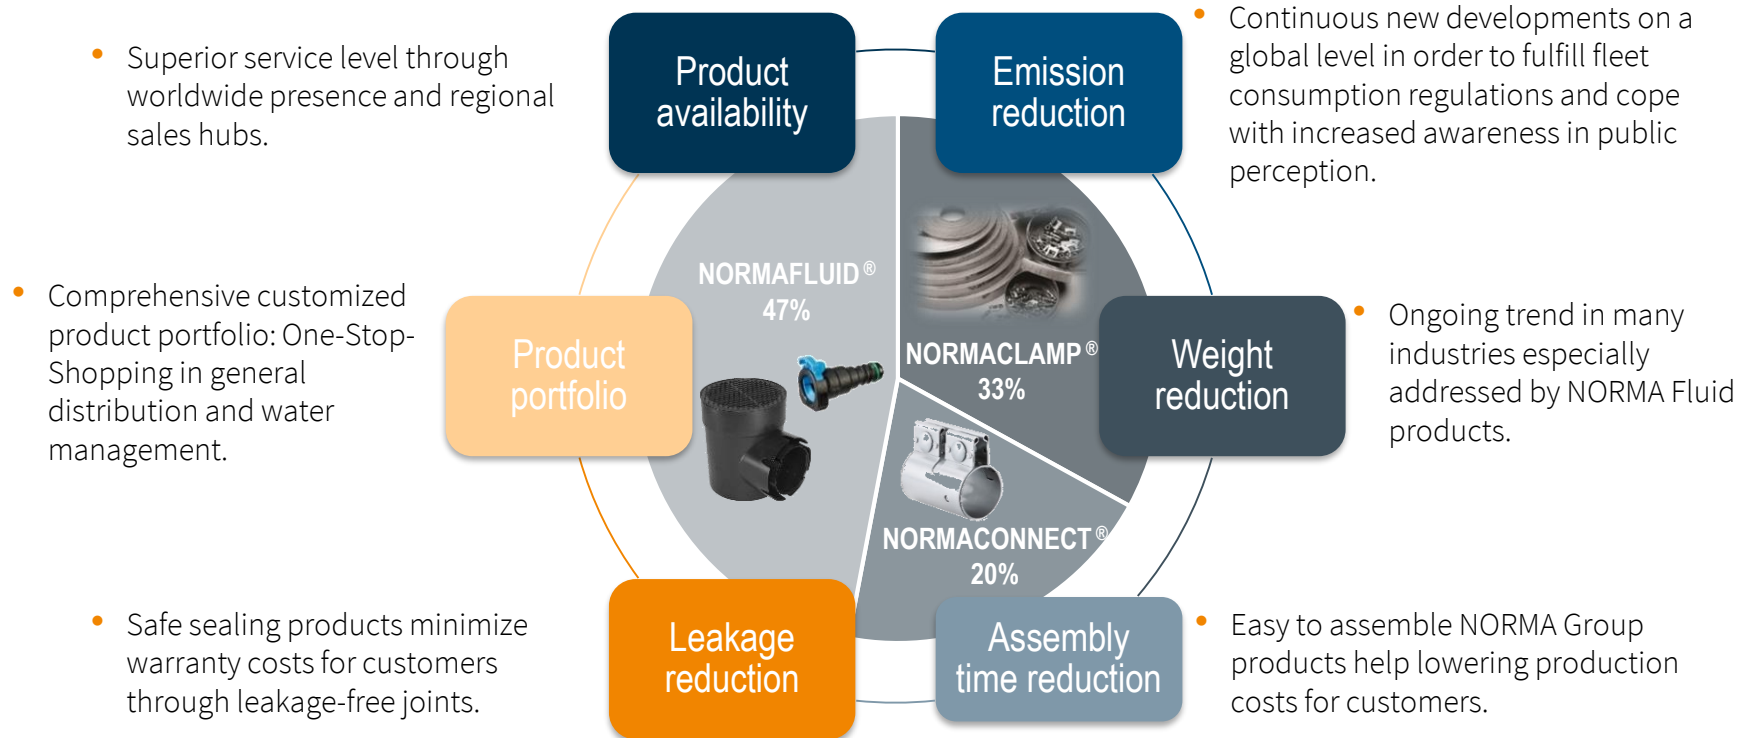 • Superior service level through
worldwide presence and regional
sales hubs.
Product
availability
Emission
reduction
• Continuous new developments on a
global level in order to fulfill fleet
consumption regulations and cope
with increased awareness in public
perception.
• Comprehensive customized
product portfolio: One-Stop-
Shopping in general
distribution and water
management.
Product
portfolio
NORMAFLUID®
47%
NORMACLAMP®
33%
Weight
reduction
• Ongoing trend in many
industries especially
addressed by NORMA Fluid
products.
NORMACONNECT®
20%
• Safe sealing products minimize
warranty costs for customers
through leakage-free joints.
Leakage
reduction
Assembly
time reduction
• Easy to assemble NORMA Group
products help lowering production
costs for customers.